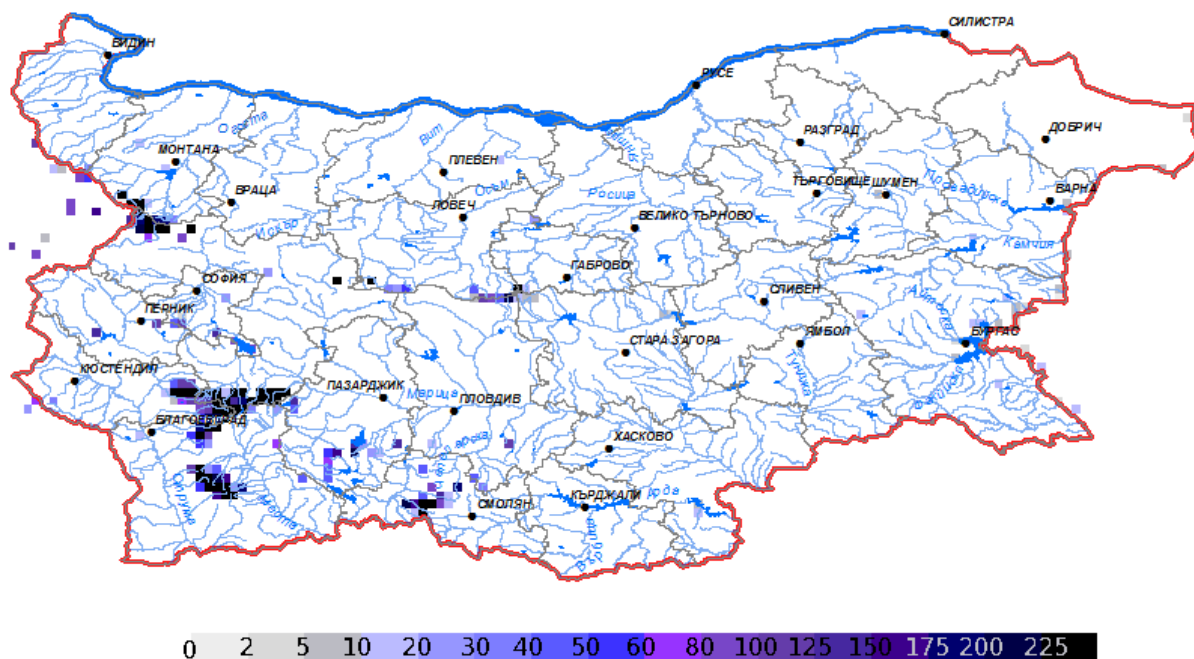 СИЛИСТРА
ВИДИН
РУСЕ
Огоста
Вит
РАЗГРАД
ДОБРИЧ
МОНТАНА
ПЛЕВЕН
Осъм
ВРАЦА
Росица
ТЪРГОВИЩЕ
ШУМЕН
ВАРНА
ЛОВЕЧ
Искър
ВЕЛИКО ТЪРНОВО
Камчия
СОФИЯ
ГАБРОВО
СЛИВЕН
ПЕРНИК
СТАРА ЗАГОРА
ЯМБОЛ
БУРГАС
КЮСТЕНДИЛ
ПАЗАРДЖИК
Марица
ПЛОВДИВ
Тунджа
БЛАГОЕВГРАД
ХАСКОВО
Струма
Места
СМОЛЯН
КЪРДЖАЛИ
Върбица
0 2 5 10 20 30 40 50 60 80 100 125 150 175 200 225